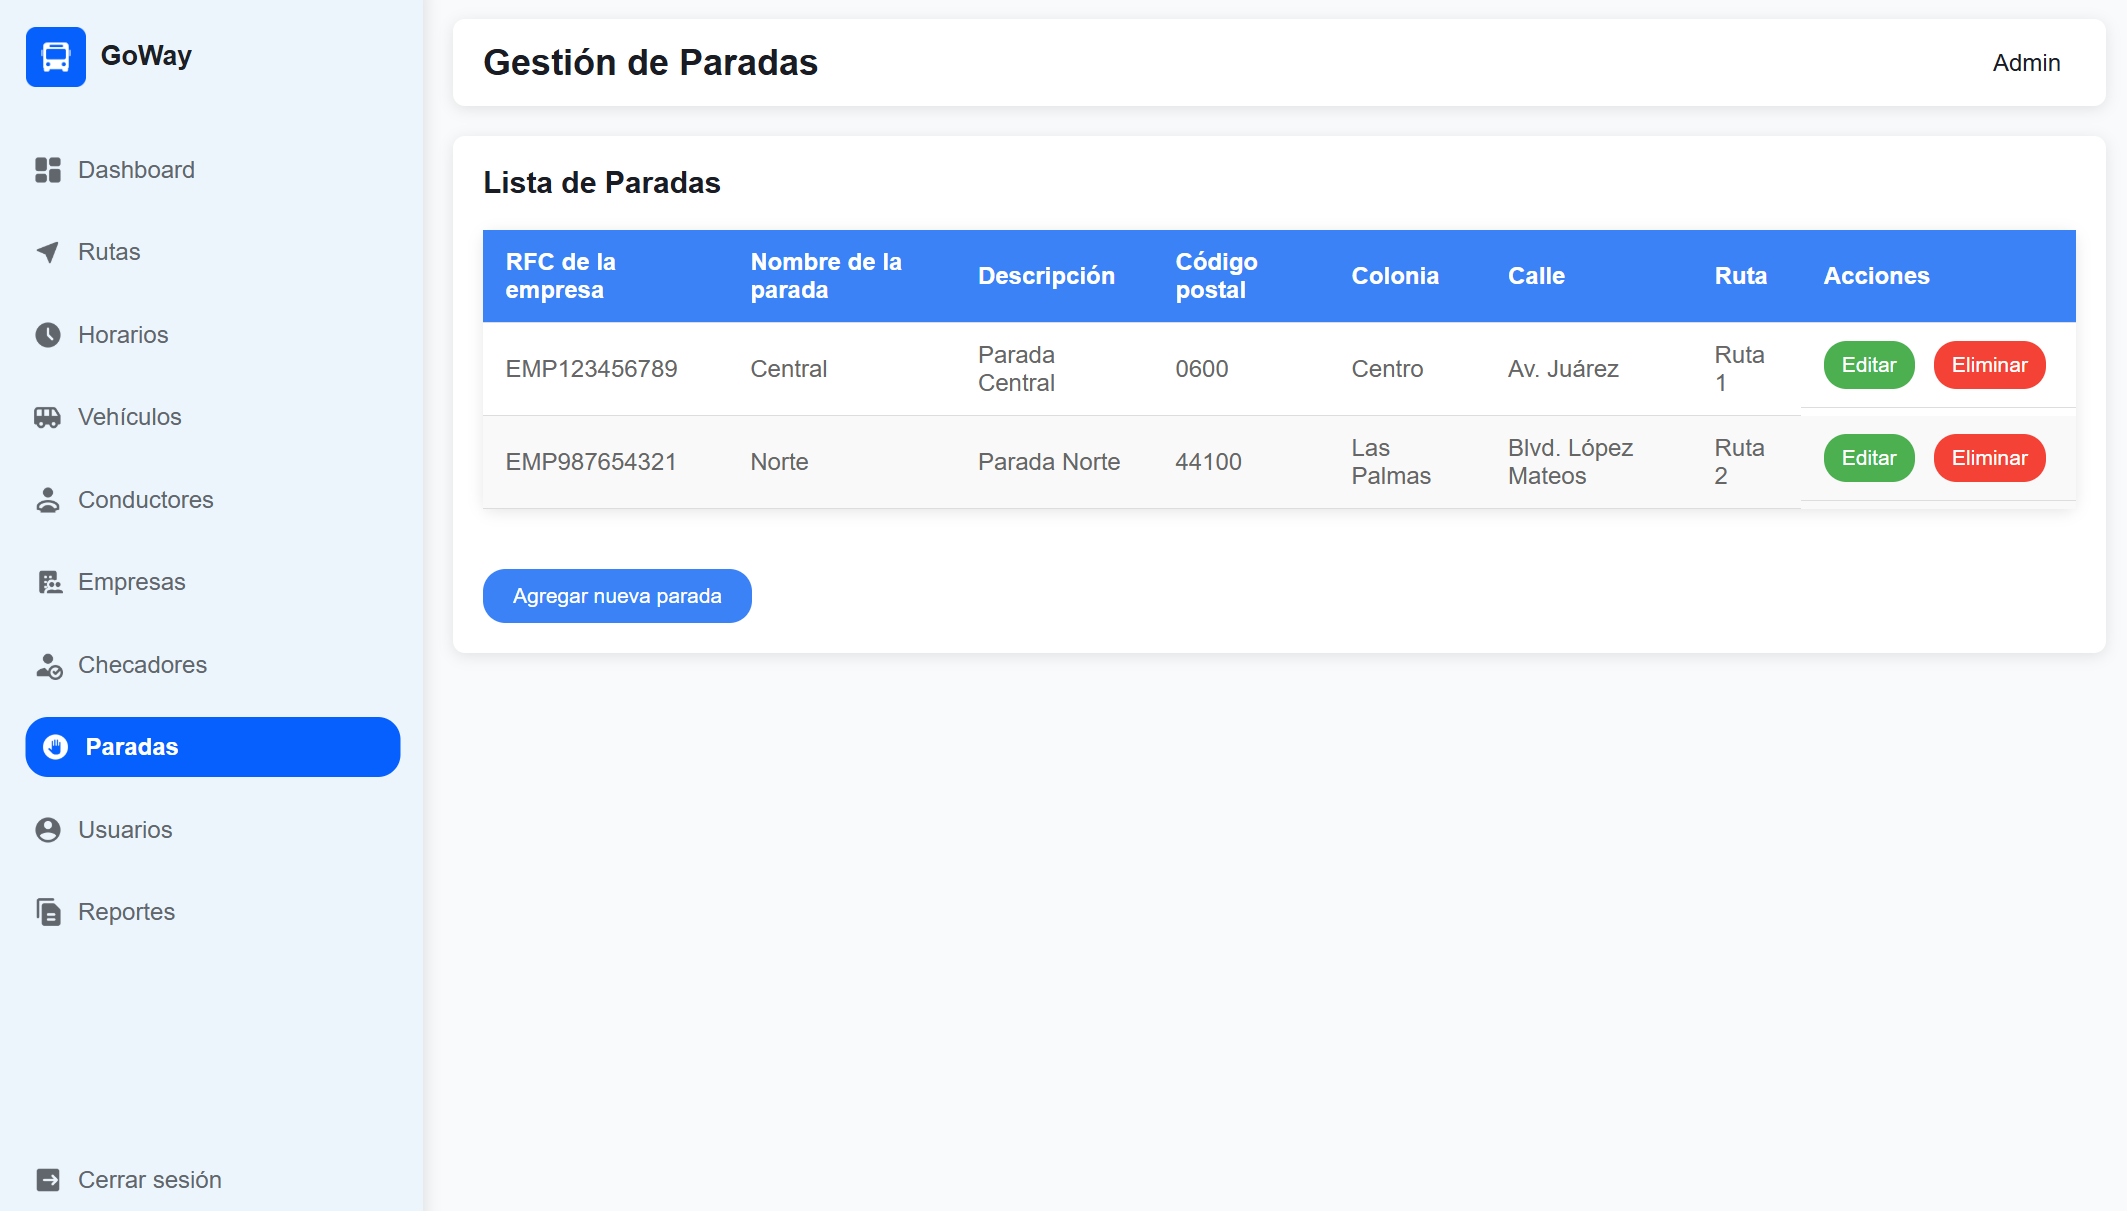 GoWay
Dashboard
Rutas
Horarios
Vehículos
Conductores
Empresas
Checadores
Paradas
Usuarios
Reportes
Cerrar sesión
Gestión de Paradas
Admin
Lista de Paradas
RFC de la empresa Nombre de la parada Descripción Código postal Colonia Calle Ruta Acciones
EMP123456789 Central Parada Central 0600 Centro Av. Juárez Ruta 1 Editar Eliminar
EMP987654321 Norte Parada Norte 44100 Las Palmas Blvd. López Mateos Ruta 2 Editar Eliminar
Agregar nueva parada